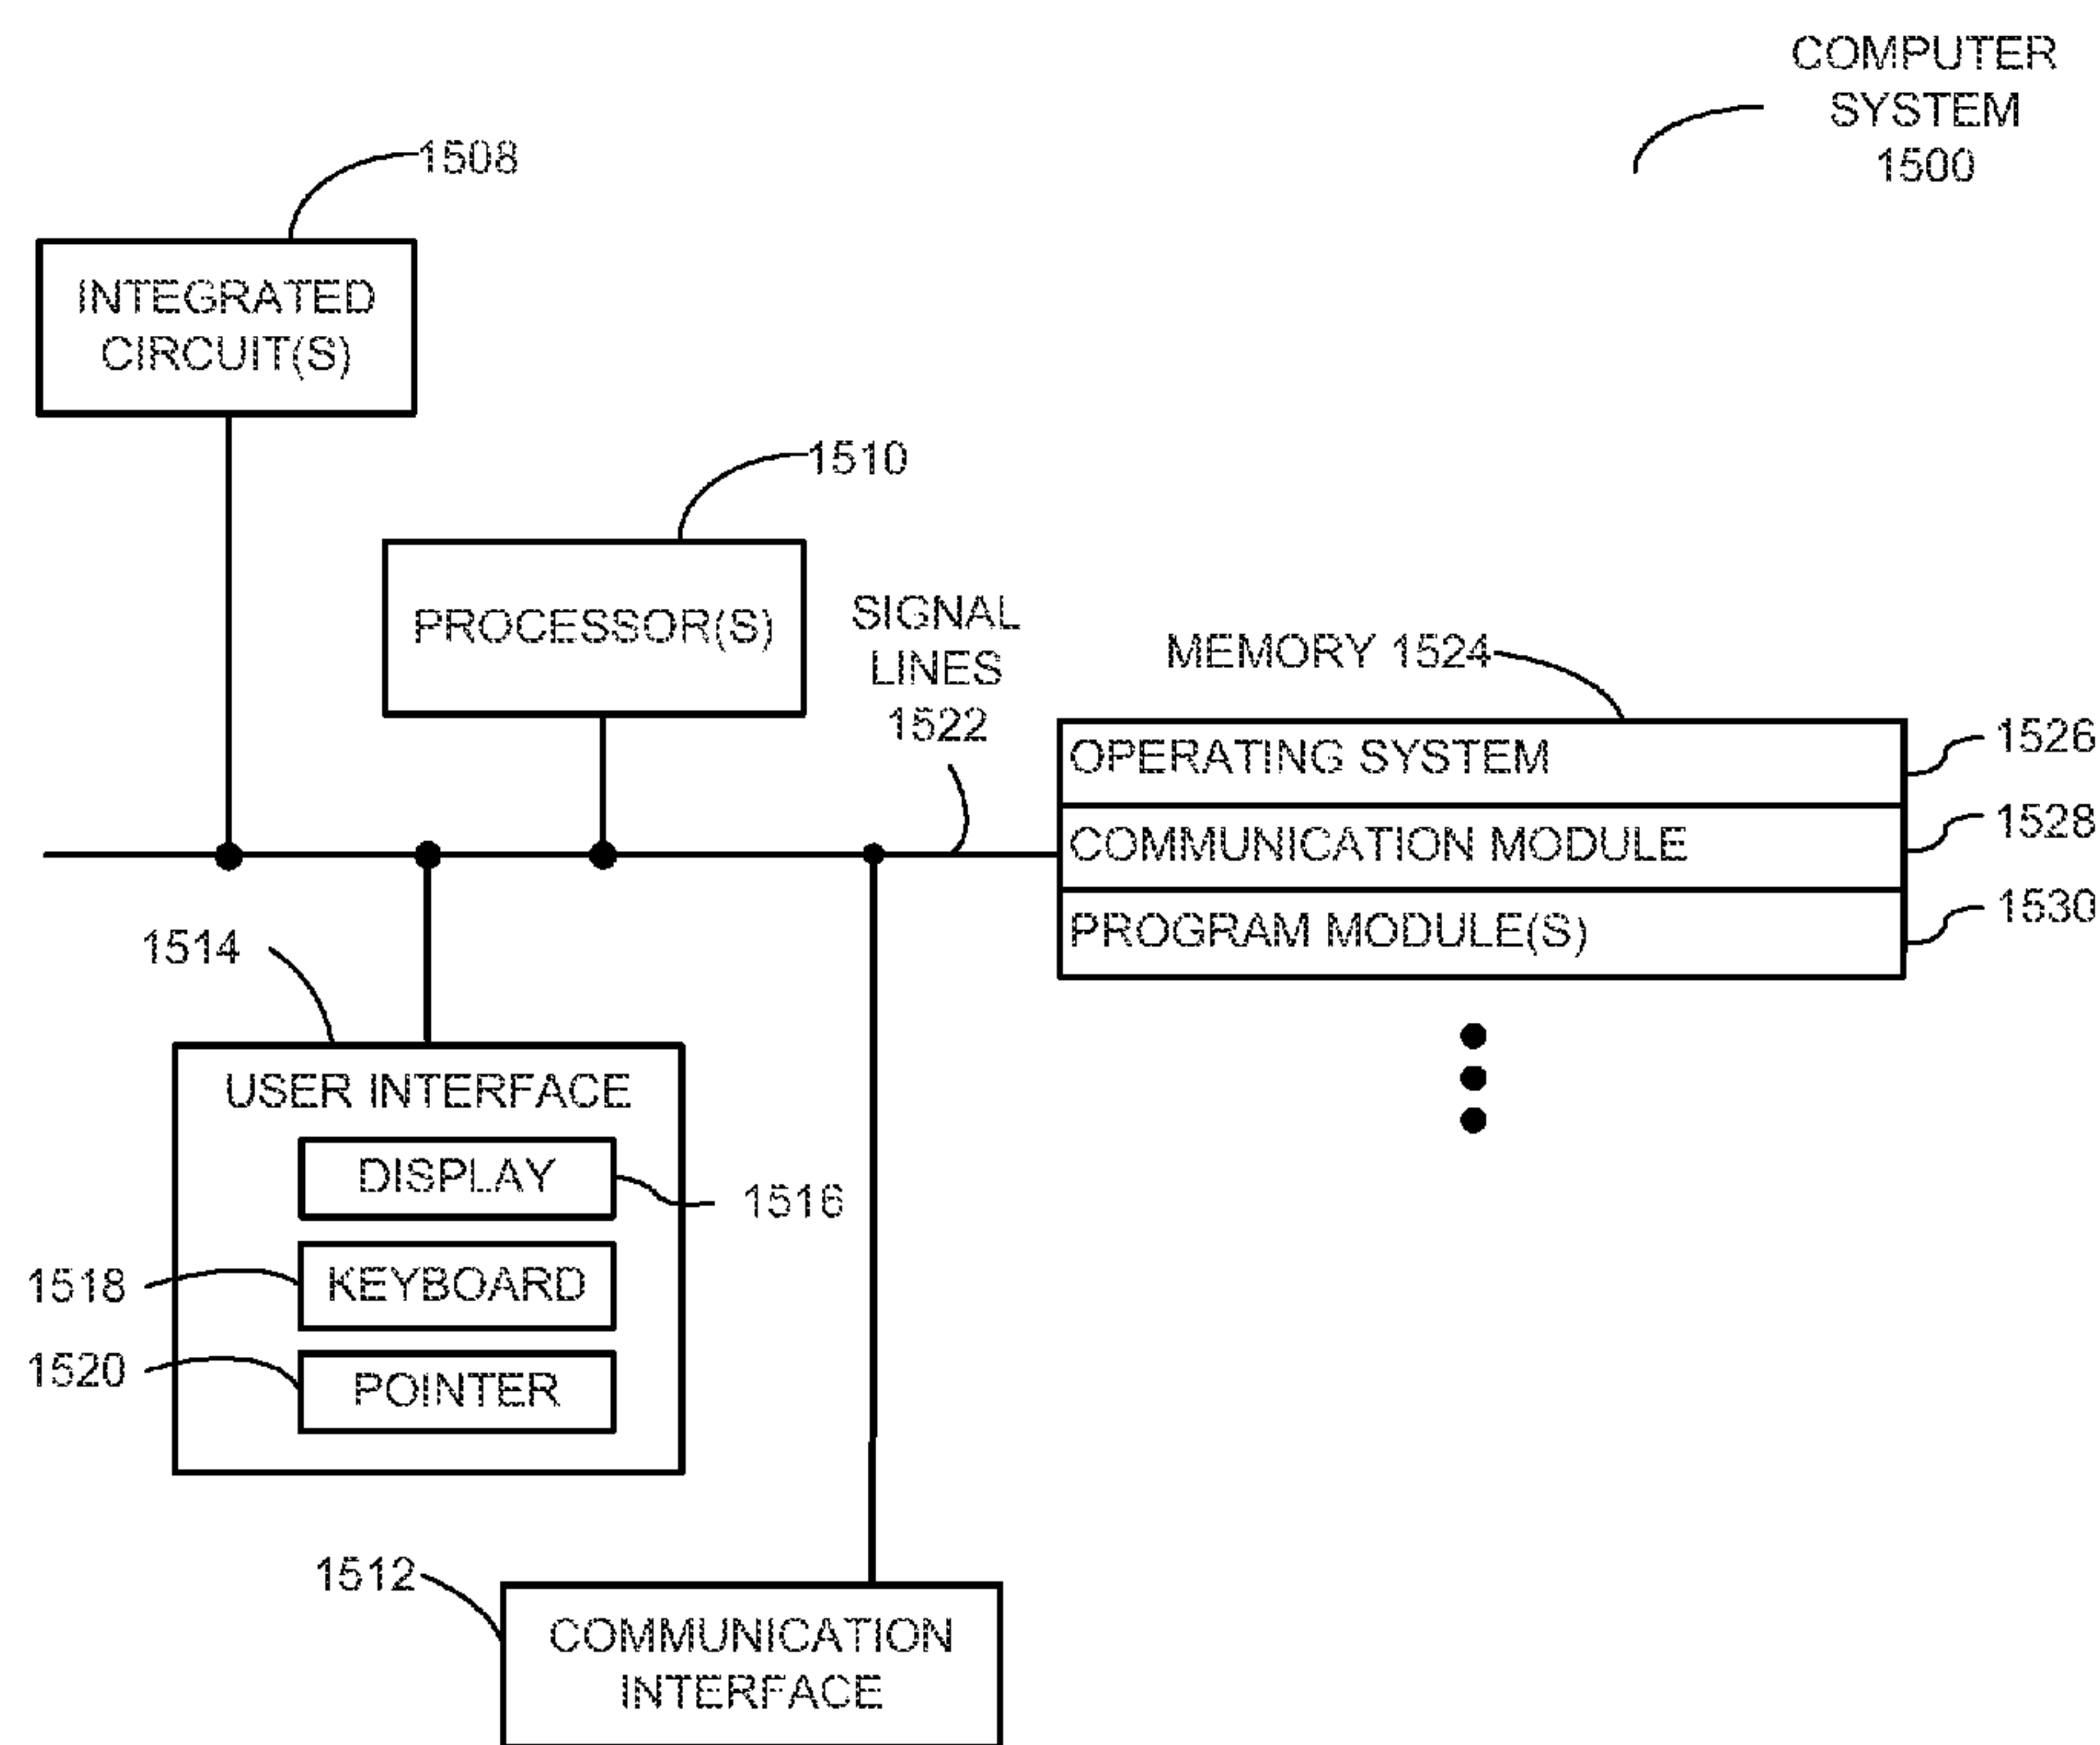 COMPUTER
SYSTEM
1500
1508
INTEGRATED
CIRCUIT(S)
1510
PROCESSOR(S)
SIGNAL
LINES
1522
MEMORY 1524
OPERATING SYSTEM
1526
COMMUNICATION MODULE
1528
PROGRAM MODULE(S)
1530
1514
USER INTERFACE
DISPLAY
1516
1518
KEYBOARD
1520
POINTER
1512
COMMUNICATION
INTERFACE